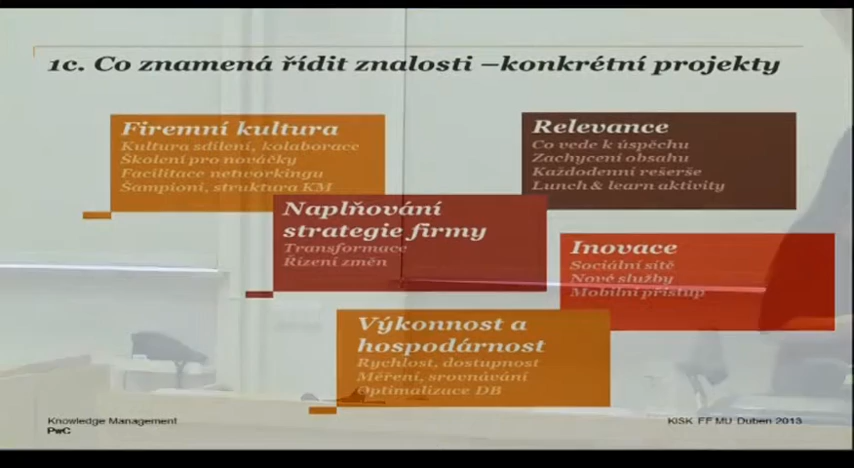 1c. Co znamená řídit znalosti –konkrétní projekty
Firemní kultura
Kultura sdílení, kolaborace
Školení pro nováčky
Facilitace networkingu
Šampioni, struktura KM
Relevance
Co vede k úspěchu
Zachycení obsahu
Každodenní rešerše
Lunch & learn aktivity
Naplňování
strategie firmy
Transformace
Řízení změn
Inovace
Sociální sítě
Nové služby
Mobilní přístup
Výkonnost a
hospodárnost
Rychlost, dostupnost
Měření, srovnávání
Optimalizace DB
Knowledge Management
PwC
KISK FF MU Duben 2013